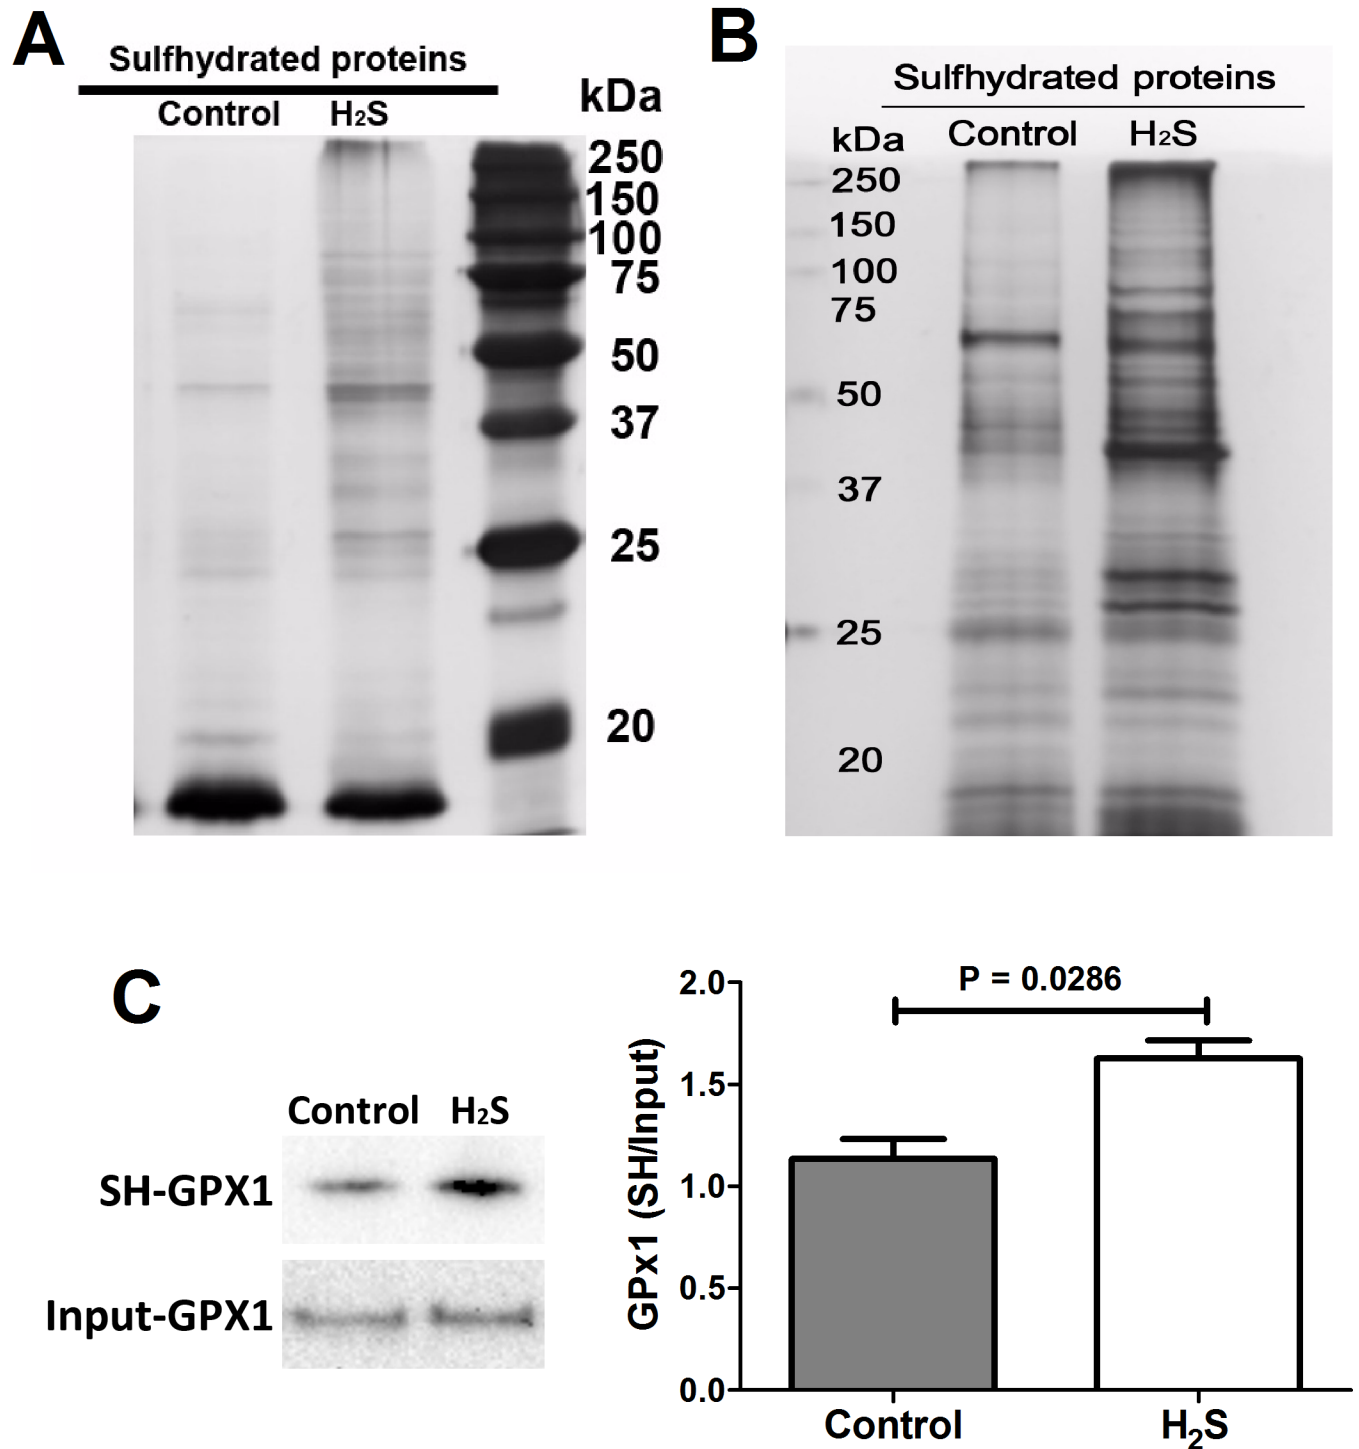 A
Sulfhydrated proteins
Control H₂S kDa
250
150
100
75
50
37
25
20
B
Sulfhydrated proteins
kDa Control H₂S
250
150
100
75
50
37
25
20
C
Control H₂S
SH-GPX1
Input-GPX1
P = 0.0286
GPx1 (SH/Input)
2.0
1.5
1.0
0.5
0.0
Control H₂S